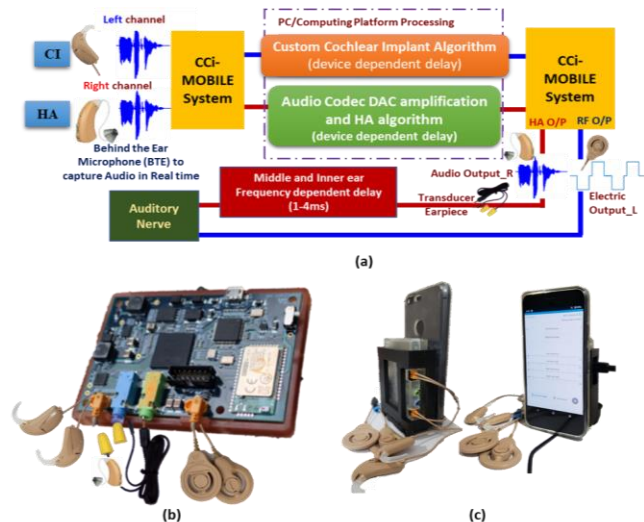 PC/Computing Platform Processing
Left channel
CI
CCi-
MOBILE
System
Custom Cochlear Implant Algorithm
(device dependent delay)
CCi-
MOBILE
System
Right channel
HA
Audio Codec DAC amplification
and HA algorithm
(device dependent delay)
HA O/P
RF O/P
Behind the Ear
Microphone (BTE) to
capture Audio in Real time
Middle and Inner ear
Frequency dependent delay
(1-4ms)
Audio Output_R
Transducer
Earpiece
Electric
Output_L
Auditory
Nerve
(a)
(b)
(c)